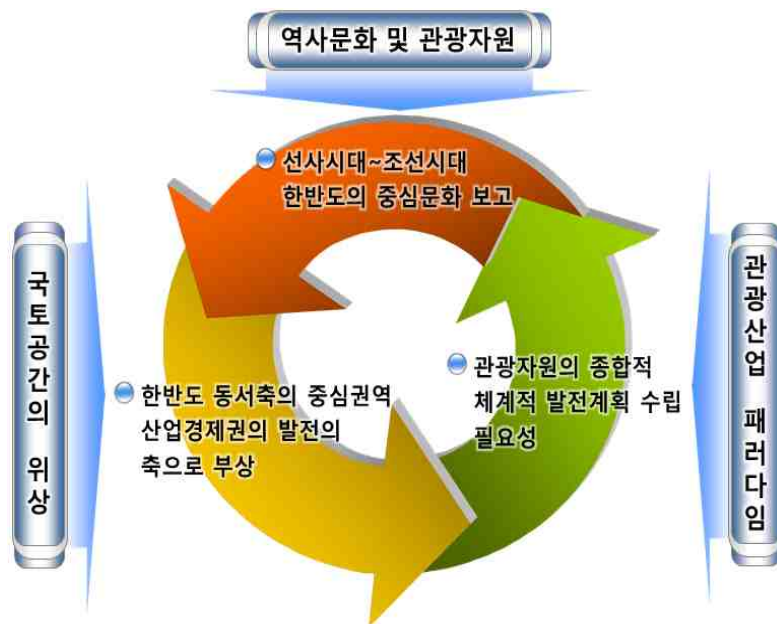 역사문화 및 관광자원
선사시대~조선시대
한반도의 중심문화 보고
국토공간의 위상
한반도 동서축의 중심권역
산업경제권의 발전의
축으로 부상
관광자원의 종합적
체계적 발전계획 수립
필요성
관광산업 패러다임